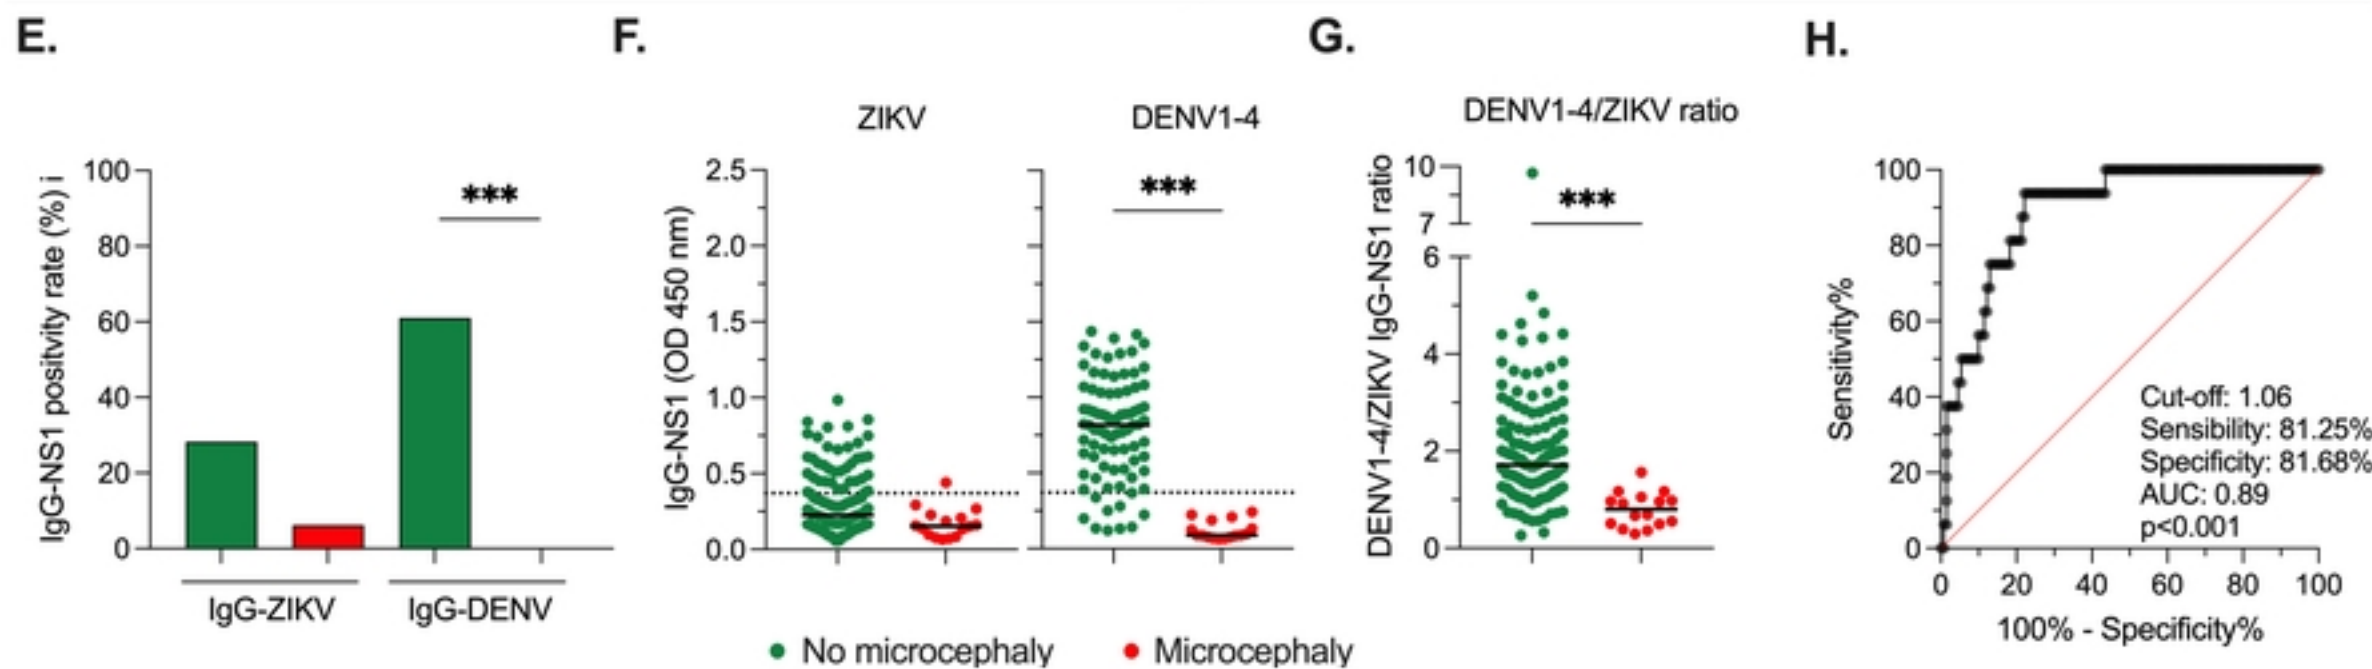 E.
IgG-NS1 positvity rate (%) i
100
80
60
40
20
0
***
IgG-ZIKV
IgG-DENV
F.
ZIKV
DENV1-4
IgG-NS1 (OD 450 nm)
2.5
2.0
1.5
1.0
0.5
0.0
***
G.
DENV1-4/ZIKV ratio
DENV1-4/ZIKV IgG-NS1 ratio
10
7
6
4
2
0
***
H.
Sensitivity%
100
80
60
40
20
0
Cut-off: 1.06
Sensibility: 81.25%
Specificity: 81.68%
AUC: 0.89
p<0.001
0 20 40 60 80 100
100% - Specificity%
No microcephaly
Microcephaly